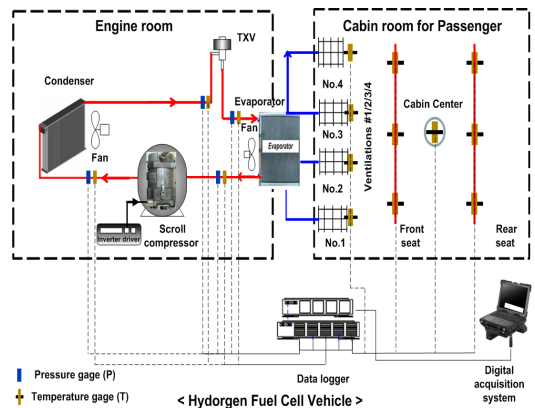 Engine room
Cabin room for Passenger
TXV
Condenser
Evaporator
Fan
No.4
Cabin Center
No.3
Fan
Evaporator
Ventilations #1/2/3/4
No.2
Inverter driver
Scroll
compressor
No.1
Front
seat
Rear
seat
Pressure gage (P)
Temperature gage (T)
Data logger
Digital
acquisition
system
< Hydorgen Fuel Cell Vehicle >